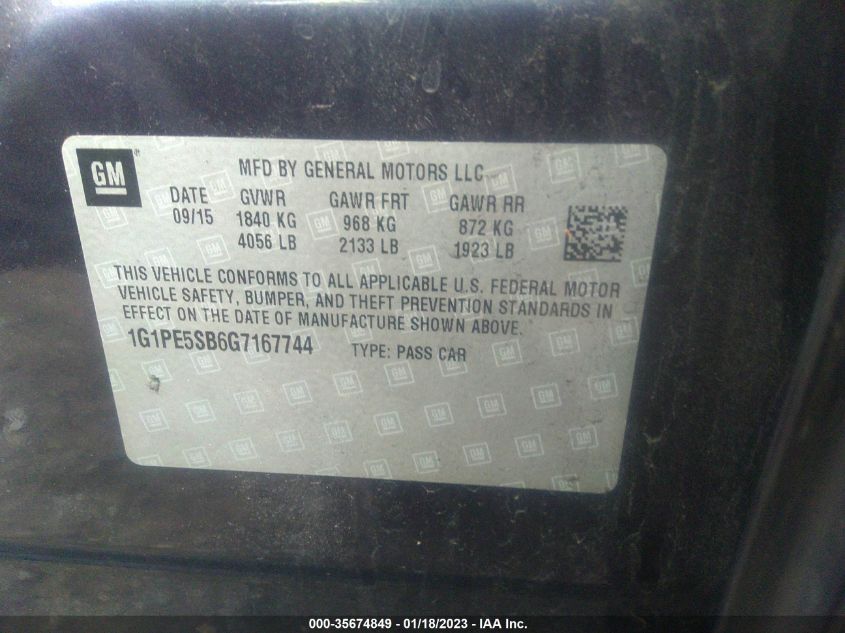 GM
MFD BY GENERAL MOTORS LLC
DATE GVWR GAWR FRT GAWR RR
09/15 1840 KG 968 KG 872 KG
4056 LB 2133 LB 1923 LB
THIS VEHICLE CONFORMS TO ALL APPLICABLE U.S. FEDERAL MOTOR
VEHICLE SAFETY, BUMPER, AND THEFT PREVENTION STANDARDS IN
EFFECT ON THE DATE OF MANUFACTURE SHOWN ABOVE.
1G1PE5SB6G7167744 TYPE: PASS CAR
000-35674849 - 01/18/2023 - IAA Inc.